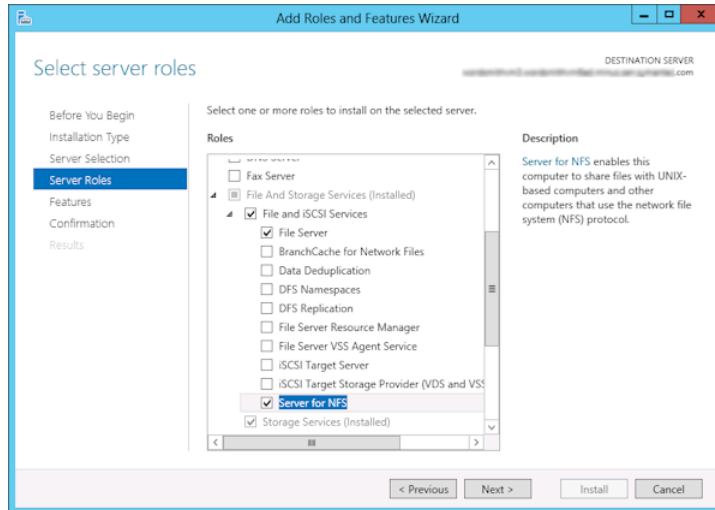 Add Roles and Features Wizard
Select server roles
DESTINATION SERVER
.com
Before You Begin
Installation Type
Server Selection
Server Roles
Features
Confirmation
Results
Select one or more roles to install on the selected server.
Roles
Fax Server
File And Storage Services (Installed)
File and iSCSI Services
File Server
BranchCache for Network Files
Data Deduplication
DFS Namespaces
DFS Replication
File Server Resource Manager
File Server VSS Agent Service
iSCSI Target Server
iSCSI Target Storage Provider (VDS and VSS
Server for NFS
Storage Services (Installed)
Description
Server for NFS enables this
computer to share files with UNIX-
based computers and other
computers that use the network file
system (NFS) protocol.
< Previous
Next >
Install
Cancel